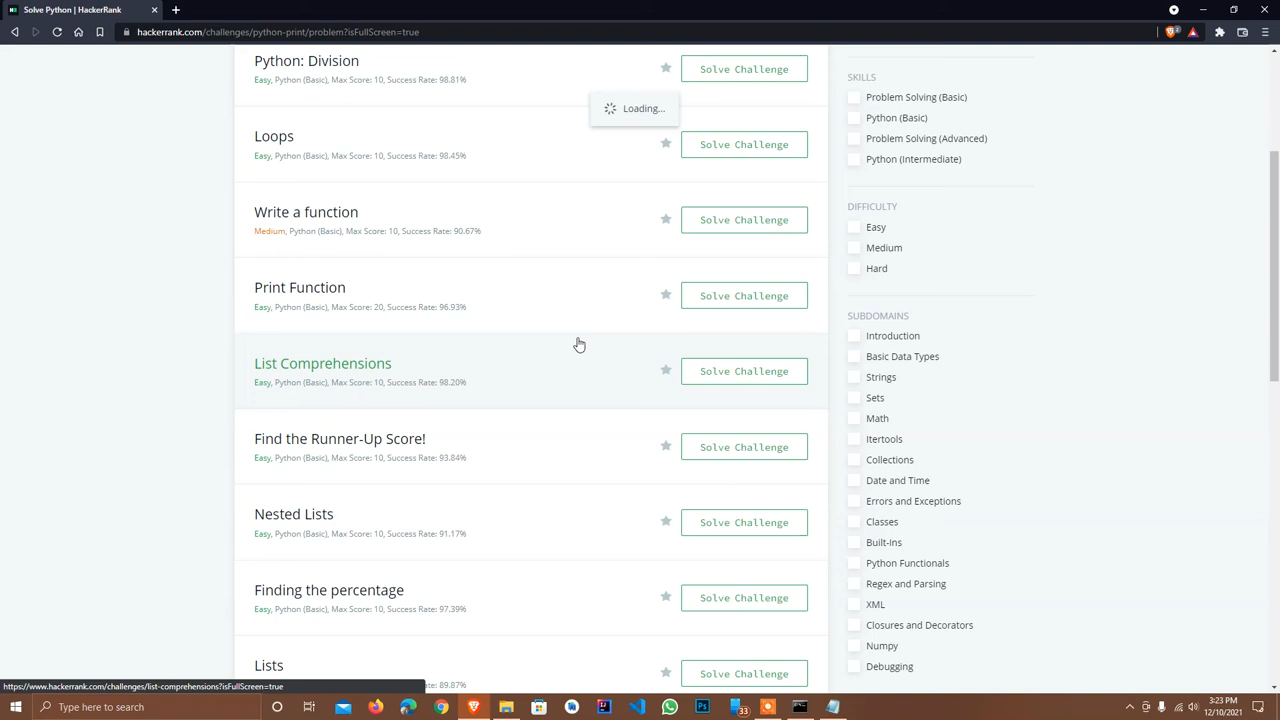 Solve Python | HackerRank
hackerrank.com/challenges/python-print/problem?isFullScreen=true
Python: Division
Easy, Python (Basic), Max Score: 10, Success Rate: 98.81%
Solve Challenge
Loading...
Loops
Easy, Python (Basic), Max Score: 10, Success Rate: 98.45%
Solve Challenge
Write a function
Medium, Python (Basic), Max Score: 10, Success Rate: 90.67%
Solve Challenge
Print Function
Easy, Python (Basic), Max Score: 20, Success Rate: 96.93%
Solve Challenge
List Comprehensions
Easy, Python (Basic), Max Score: 10, Success Rate: 98.20%
Solve Challenge
Find the Runner-Up Score!
Easy, Python (Basic), Max Score: 10, Success Rate: 93.84%
Solve Challenge
Nested Lists
Easy, Python (Basic), Max Score: 10, Success Rate: 91.17%
Solve Challenge
Finding the percentage
Easy, Python (Basic), Max Score: 10, Success Rate: 97.39%
Solve Challenge
Lists
ate: 89.87%
Solve Challenge
SKILLS
Problem Solving (Basic)
Python (Basic)
Problem Solving (Advanced)
Python (Intermediate)
DIFFICULTY
Easy
Medium
Hard
SUBDOMAINS
Introduction
Basic Data Types
Strings
Sets
Math
Itertools
Collections
Date and Time
Errors and Exceptions
Classes
Built-Ins
Python Functionals
Regex and Parsing
XML
Closures and Decorators
Numpy
Debugging
https://www.hackerrank.com/challenges/list-comprehensions?isFullScreen=true
Type here to search
33
3:23 PM
12/10/2021